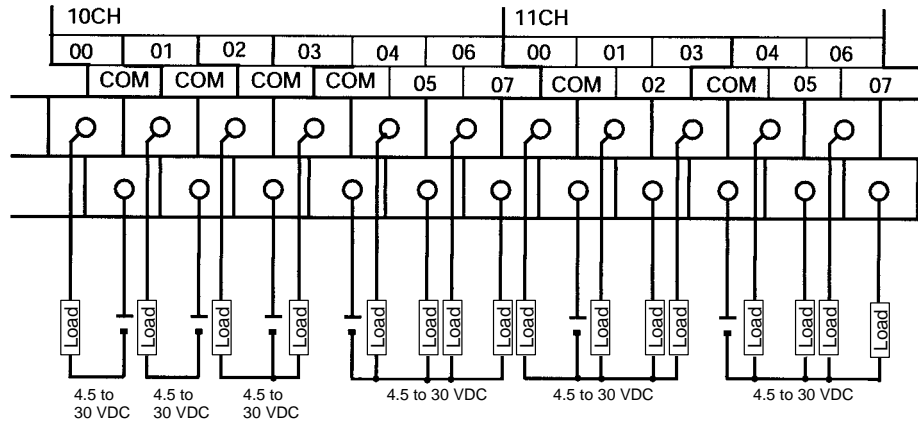 10CH 11CH
00 01 02 03 04 06 00 01 03 04 06
COM COM COM COM 05 07 COM 02 COM 05 07
Load Load Load Load Load Load Load Load Load Load Load Load Load Load Load Load
4.5 to 4.5 to 4.5 to 4.5 to 30 VDC 4.5 to 30 VDC 4.5 to 30 VDC
30 VDC 30 VDC 30 VDC